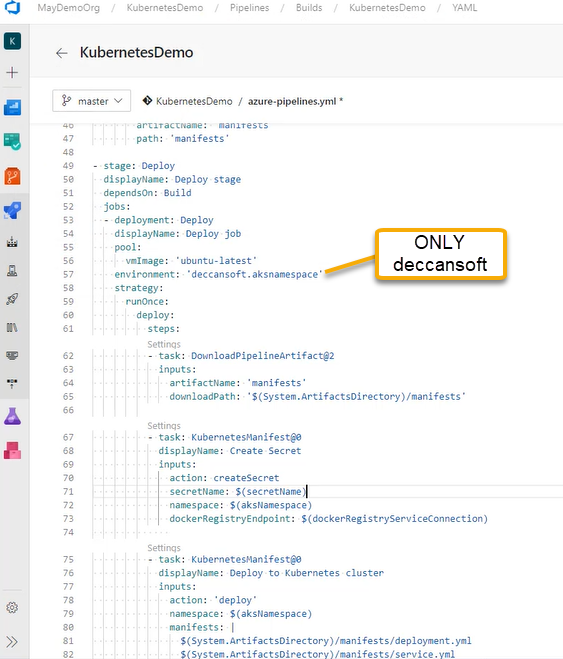 MayDemoOrg / KubernetesDemo / Pipelines / Builds / KubernetesDemo / YAML
K
← KubernetesDemo
master KubernetesDemo / azure-pipelines.yml *
46 artifactName: 'manifests'
47 path: 'manifests'
48
49 - stage: Deploy
50 displayName: Deploy stage
51 dependsOn: Build
52 jobs:
53 - deployment: Deploy
54 displayName: Deploy job
55 pool:
56 vmImage: 'ubuntu-latest'
57 environment: 'deccansoft.aksnamespace'
ONLY
deccansoft
58 strategy:
59 runOnce:
60 deploy:
61 steps:
Settings
62 - task: DownloadPipelineArtifact@2
63 inputs:
64 artifactName: 'manifests'
65 downloadPath: '$(System.ArtifactsDirectory)/manifests'
66
Settings
67 - task: KubernetesManifest@0
68 displayName: Create Secret
69 inputs:
70 action: createSecret
71 secretName: $(secretName)
72 namespace: $(aksNamespace)
73 dockerRegistryEndpoint: $(dockerRegistryServiceConnection)
74
Settings
75 - task: KubernetesManifest@0
76 displayName: Deploy to Kubernetes cluster
77 inputs:
78 action: 'deploy'
79 namespace: $(aksNamespace)
80 manifests: |
81 $(System.ArtifactsDirectory)/manifests/deployment.yml
82 $(System.ArtifactsDirectory)/manifests/service.yml